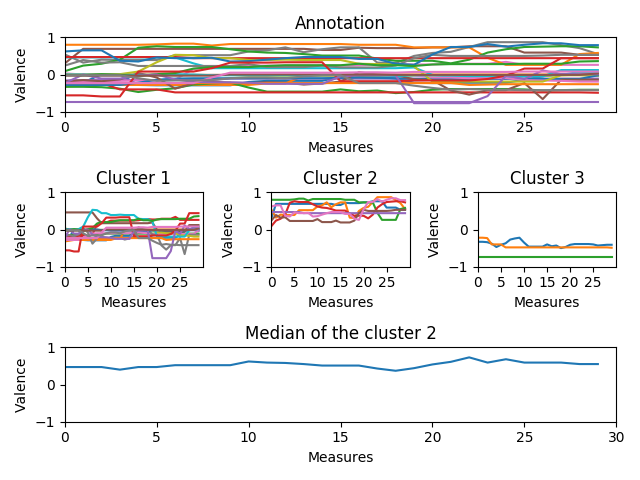 Annotation
Valence
1
0
−1
0 5 10 15 20 25
Measures
Cluster 1
Valence
1
0
−1
0 5 10 15 20 25
Measures
Cluster 2
Valence
1
0
−1
0 5 10 15 20 25
Measures
Cluster 3
Valence
1
0
−1
0 5 10 15 20 25
Measures
Median of the cluster 2
Valence
1
0
−1
0 5 10 15 20 25 30
Measures